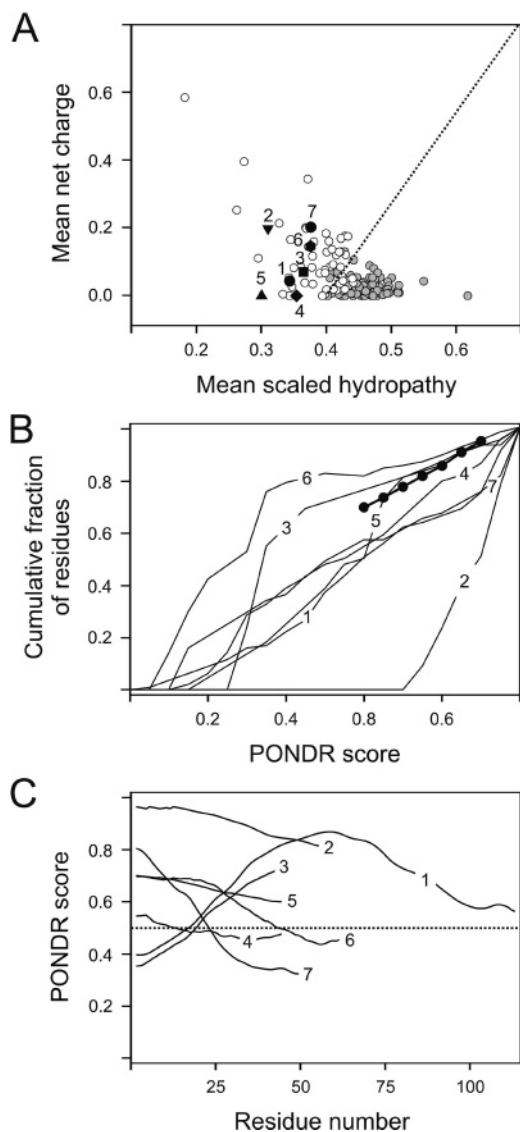 A
Mean net charge
0.6
0.4
0.2
0.0
2
7
6
3
1
5
4
0.2 0.3 0.4 0.5 0.6
Mean scaled hydropathy
B
Cumulative fraction
of residues
0.8
0.6
0.4
0.2
6
3
4
5
7
2
1
0.2 0.4 0.8 0.6
PONDR score
C
PONDR score
0.8
0.6
0.4
0.2
2
1
3
5
4
6
7
25 50 75 100
Residue number